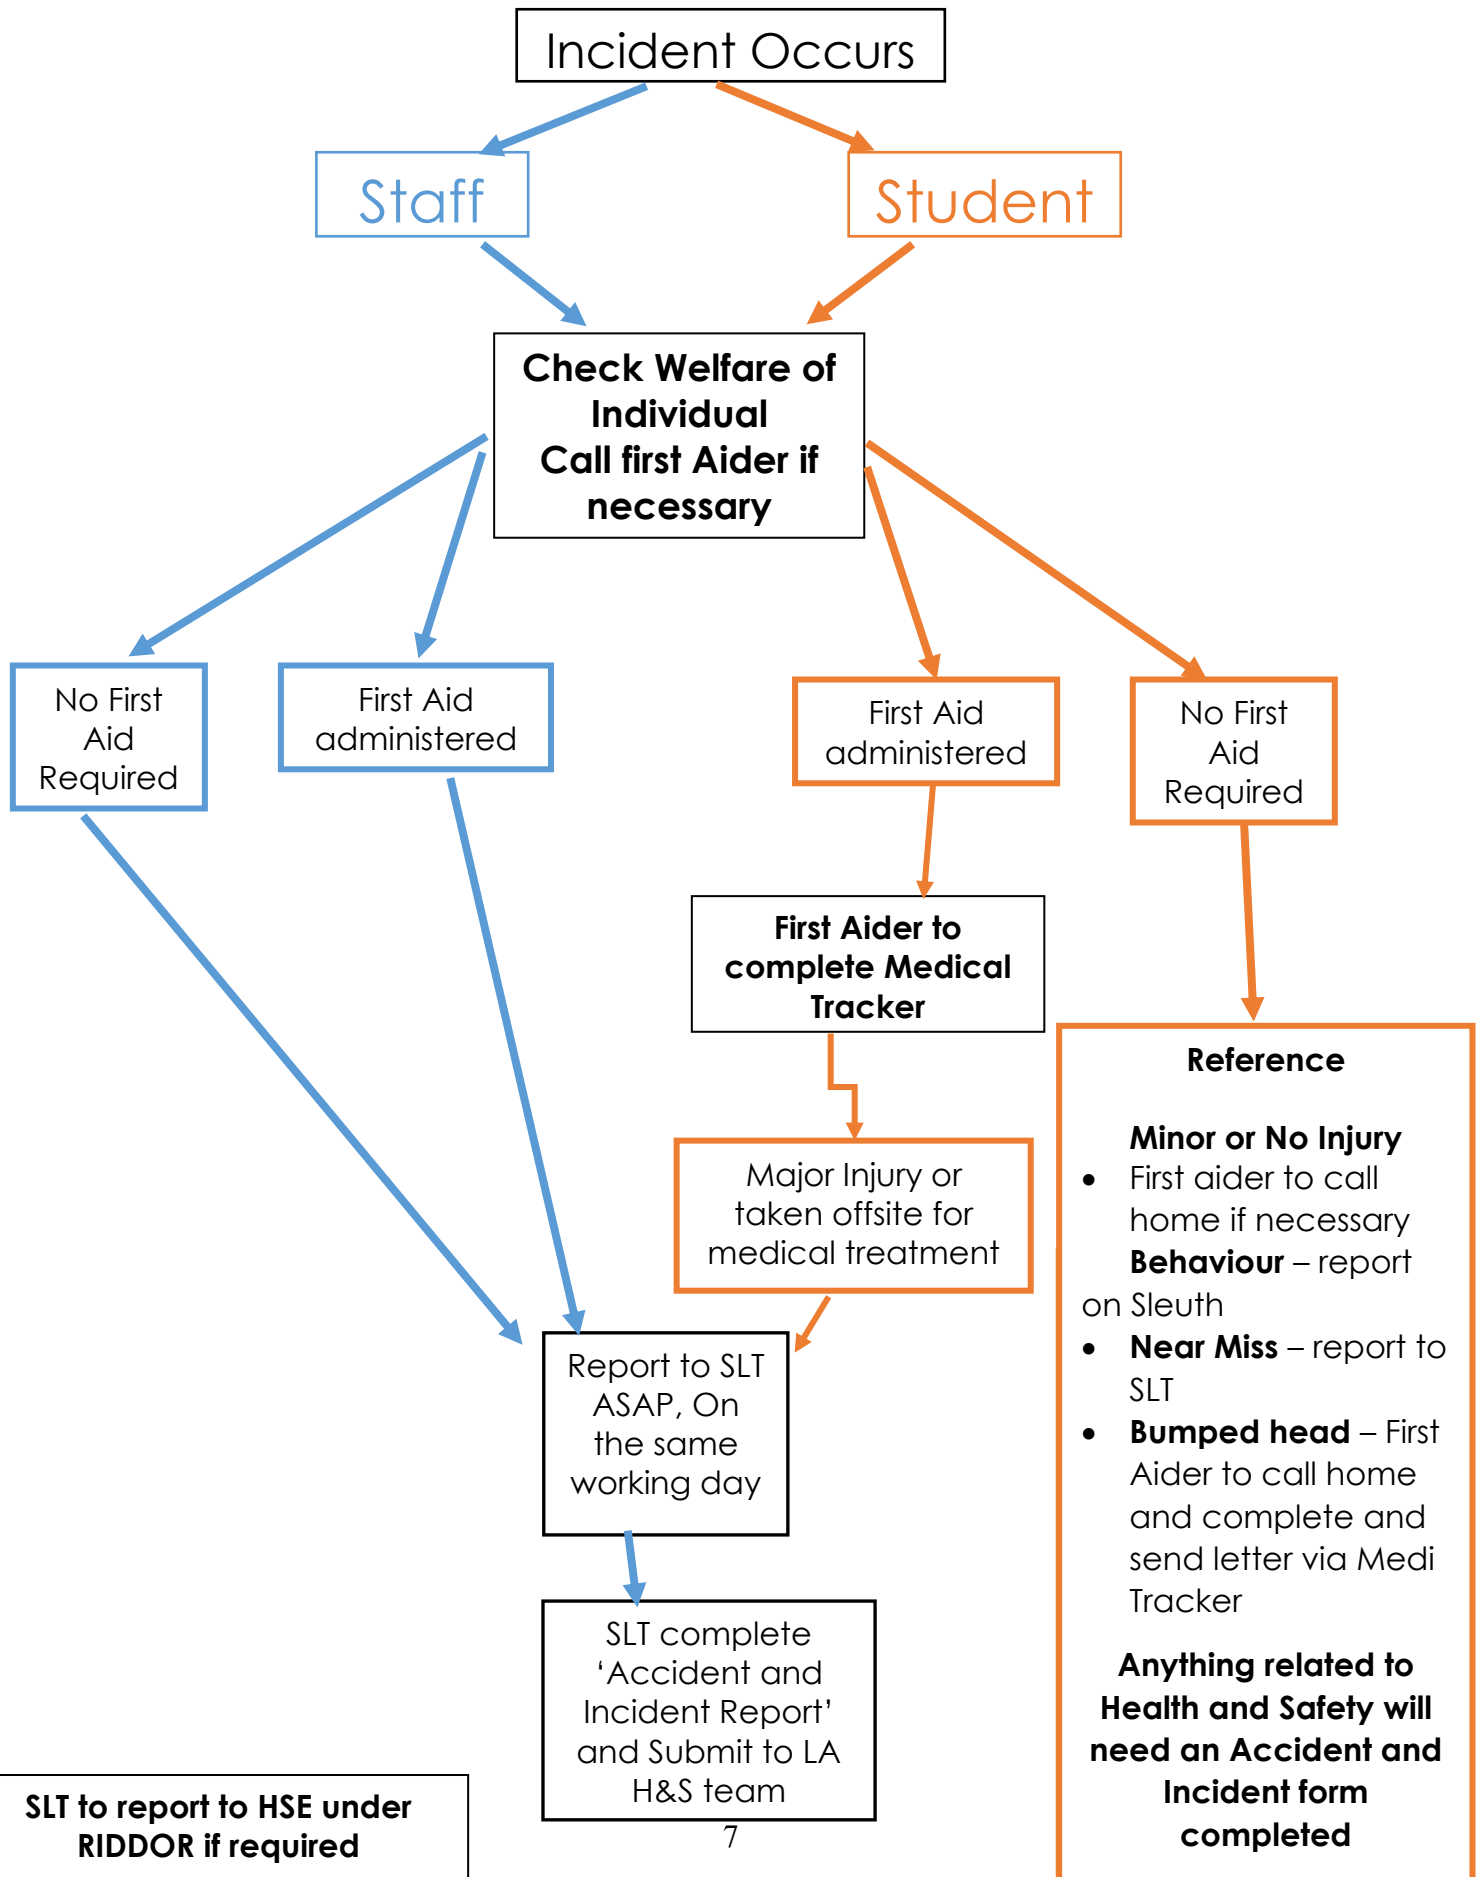 Incident Occurs
Staff
Student
Check Welfare of
Individual
Call first Aider if
necessary
No First
Aid
Required
First Aid
administered
First Aid
administered
No First
Aid
Required
First Aider to
complete Medical
Tracker
Major Injury or
taken offsite for
medical treatment
Report to SLT
ASAP, On
the same
working day
SLT complete
‘Accident and
Incident Report’
and Submit to LA
H&S team
Reference
Minor or No Injury
• First aider to call
home if necessary
Behaviour – report
on Sleuth
• Near Miss – report to
SLT
• Bumped head – First
Aider to call home
and complete and
send letter via Medi
Tracker
Anything related to
Health and Safety will
need an Accident and
Incident form
completed
SLT to report to HSE under
RIDDOR if required
7